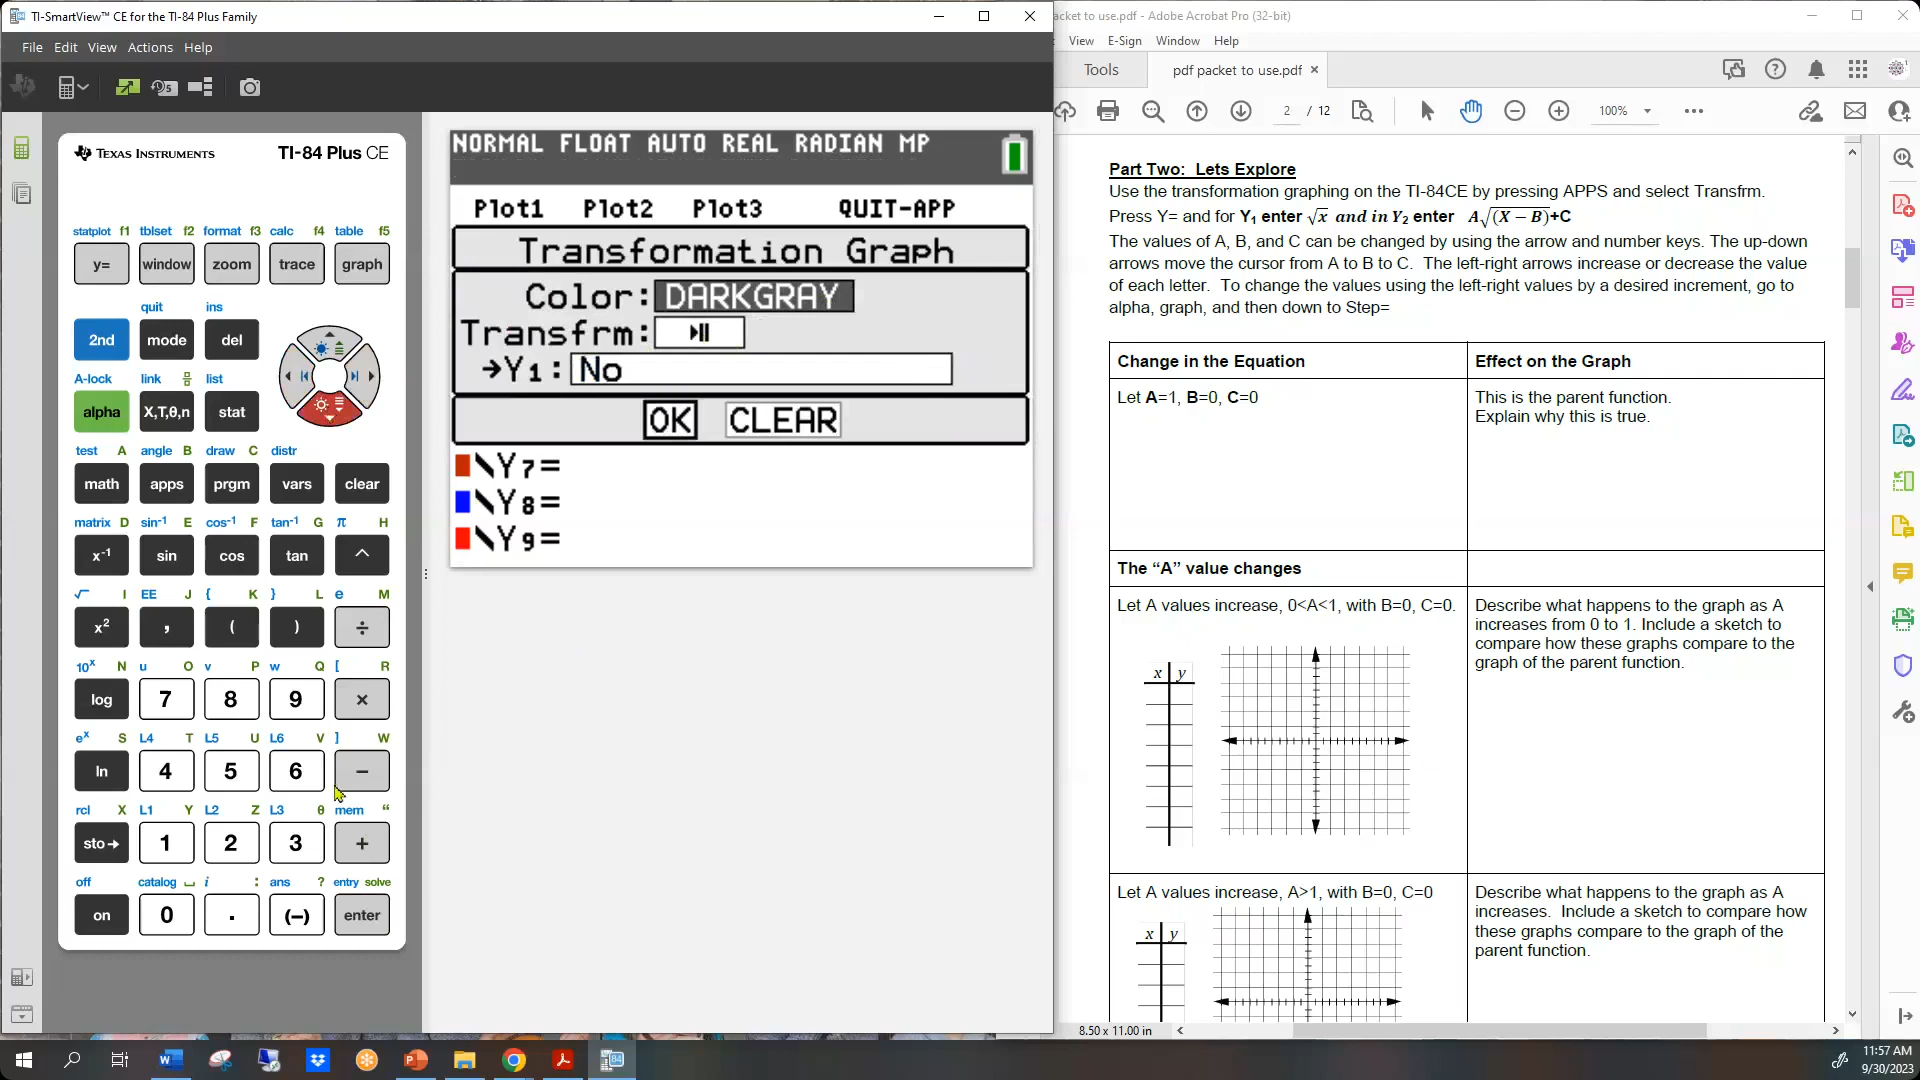 TI-SmartView™ CE for the TI-84 Plus Family
File Edit View Actions Help
TEXAS INSTRUMENTS TI-84 Plus CE
statplot f1 tblset f2 format f3 calc f4 table f5
y= window zoom trace graph
quit ins
2nd mode del
A-lock link list
alpha X,T,θ,n stat
test A angle B draw C distr
math apps prgm vars clear
matrix D sin⁻¹ E cos⁻¹ F tan⁻¹ G π H
x⁻¹ sin cos tan ^
√ I EE J { K } L e M
x² , ( ) ÷
10ˣ N u O v P w Q [ R
log 7 8 9 ×
eˣ S L4 T L5 U L6 V ] W
ln 4 5 6 −
rcl X L1 Y L2 Z L3 θ mem “
sto→ 1 2 3 +
off catalog ⎵ i : ans ? entry solve
on 0 . (–) enter
NORMAL FLOAT AUTO REAL RADIAN MP
Plot1 Plot2 Plot3 QUIT-APP
Transformation Graph
Color: DARKGRAY
Transfrm:
→Y₁: No
OK CLEAR
\Y₇=
\Y₈=
\Y₉=
acket to use.pdf - Adobe Acrobat Pro (32-bit)
View E-Sign Window Help
Tools pdf packet to use.pdf ×
2 / 12 100%
Part Two: Lets Explore
Use the transformation graphing on the TI-84CE by pressing APPS and select Transfrm.
Press Y= and for Y₁ enter √x and in Y₂ enter A√(X − B)+C
The values of A, B, and C can be changed by using the arrow and number keys. The up-down
arrows move the cursor from A to B to C. The left-right arrows increase or decrease the value
of each letter. To change the values using the left-right values by a desired increment, go to
alpha, graph, and then down to Step=
Change in the Equation Effect on the Graph
Let A=1, B=0, C=0
This is the parent function.
Explain why this is true.
The “A” value changes
Let A values increase, 0<A<1, with B=0, C=0.
x y
Describe what happens to the graph as A
increases from 0 to 1. Include a sketch to
compare how these graphs compare to the
graph of the parent function.
Let A values increase, A>1, with B=0, C=0
x y
Describe what happens to the graph as A
increases. Include a sketch to compare how
these graphs compare to the graph of the
parent function.
8.50 x 11.00 in
11:57 AM
9/30/2023